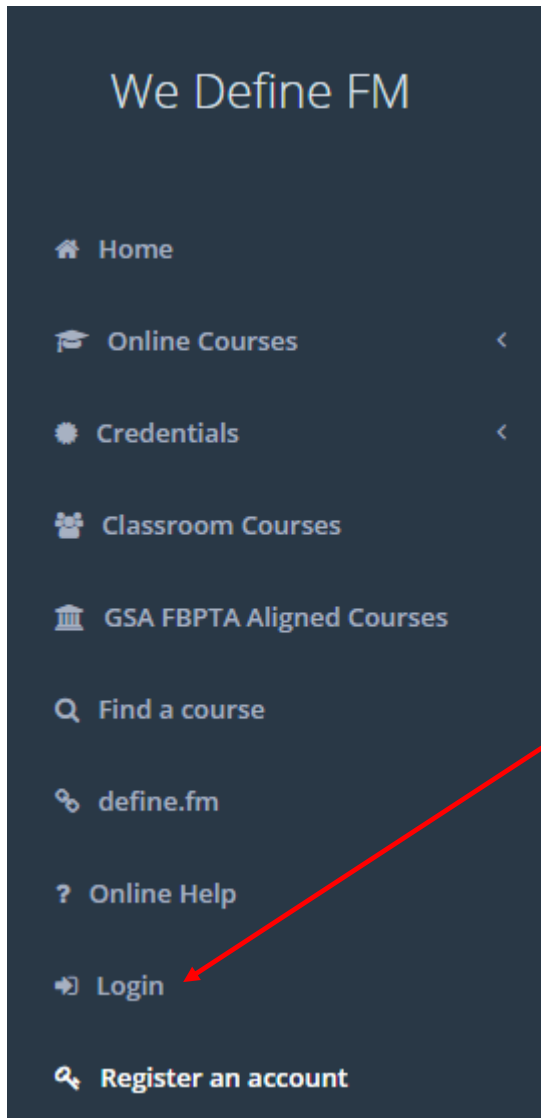 We Define FM
Home
Online Courses
Credentials
Classroom Courses
GSA FBPTA Aligned Courses
Find a course
define.fm
? Online Help
Login
Register an account